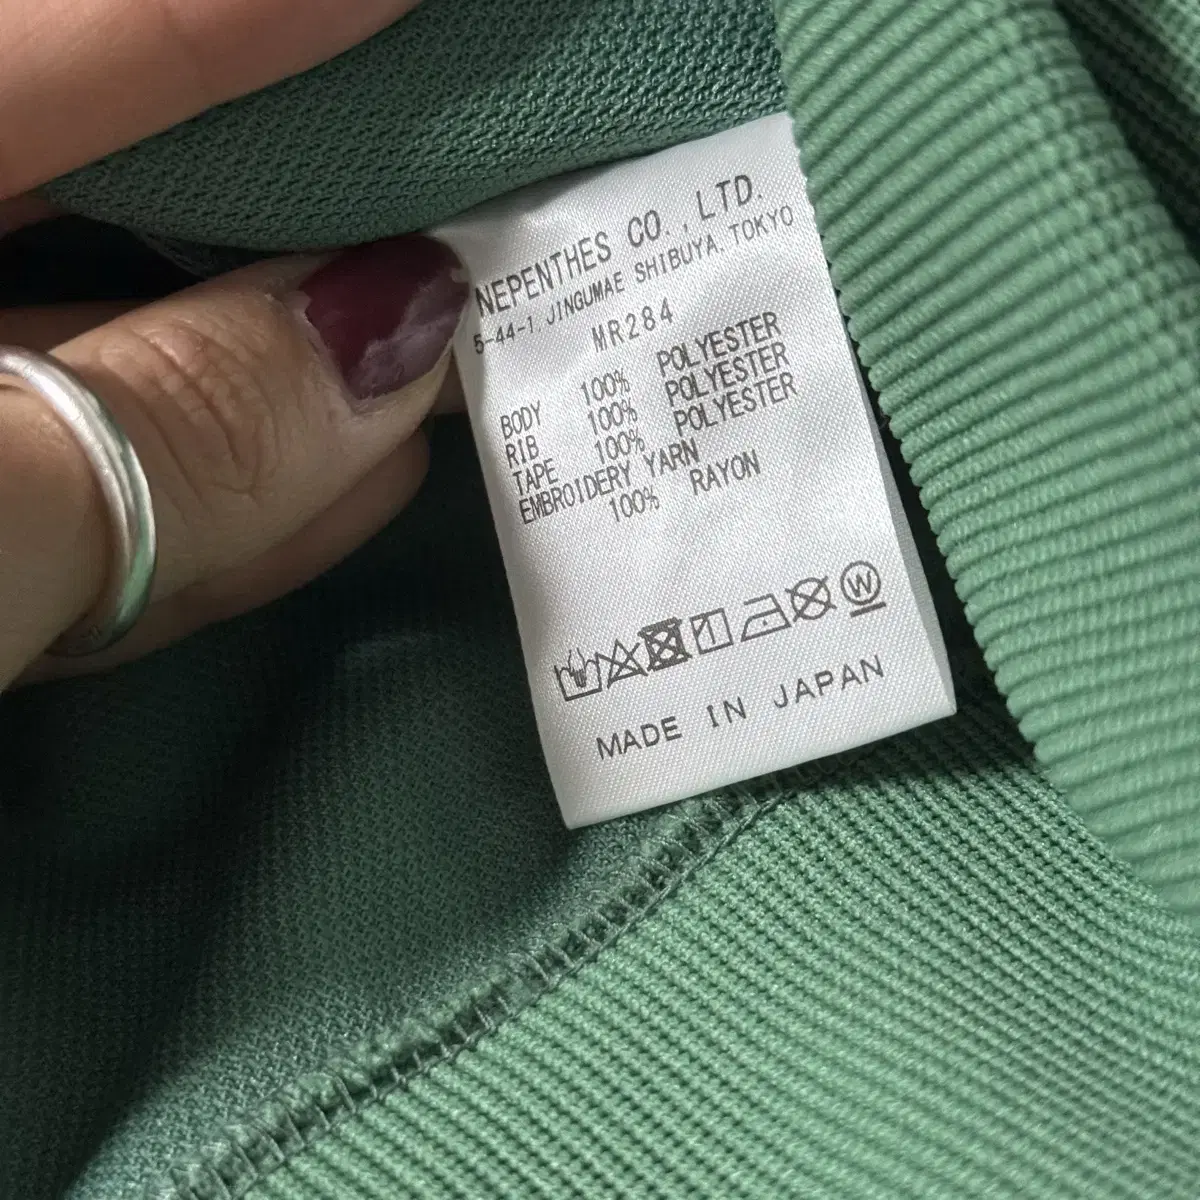 NEPENTHES CO., LTD.
5-44-1, JINGUMAE SHIBUYA. TOKYO
MR284
BODY 100% POLYESTER
RIB 100% POLYESTER
TAPE 100% POLYESTER
EMBROIDERY YARN
100% RAYON
W
MADE IN JAPAN